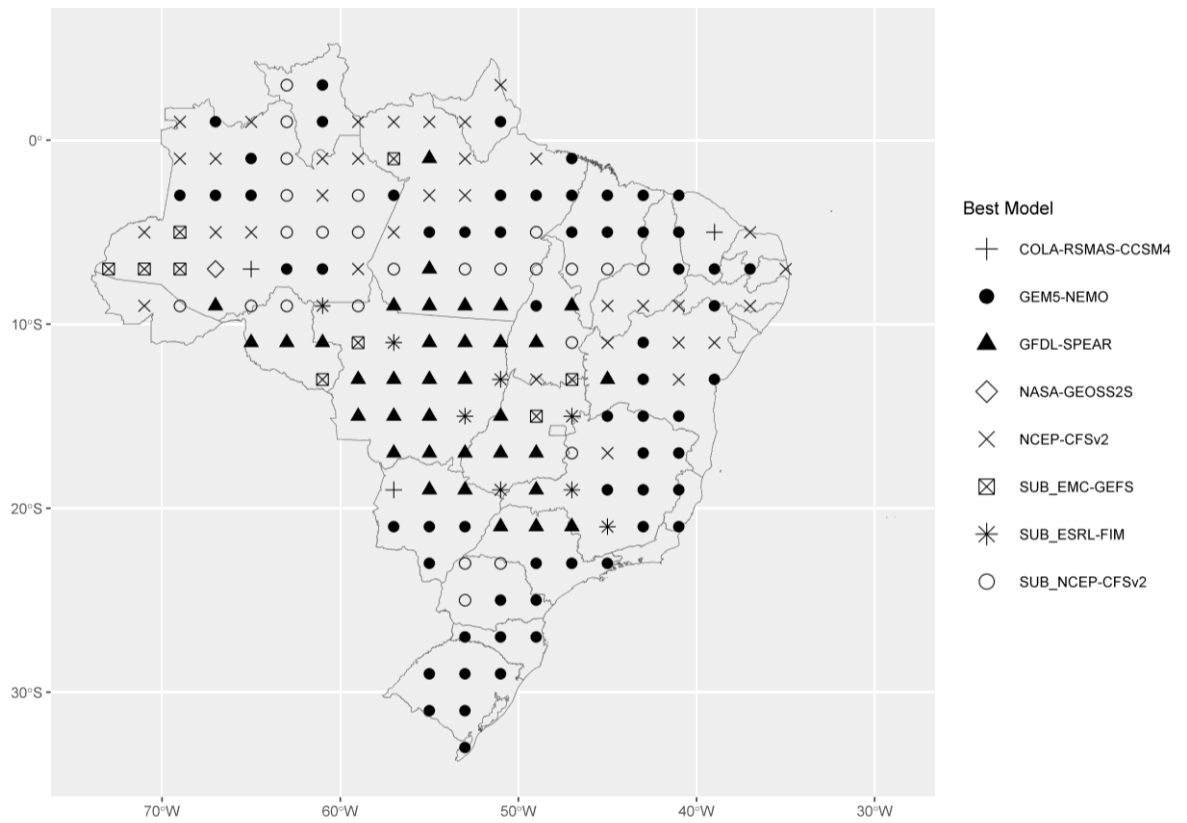 0°
10°S
20°S
30°S
70°W
60°W
50°W
40°W
30°W
Best Model
COLA-RSMAS-CCSM4
GEM5-NEMO
GFDL-SPEAR
NASA-GEOSS2S
NCEP-CFSv2
SUB_EMC-GEFS
SUB_ESRL-FIM
SUB_NCEP-CFSv2